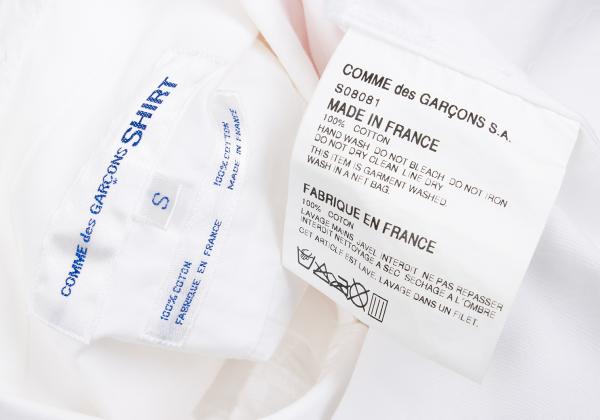 COMME des GARÇONS SHIRT
S
100% COTTON
MADE IN FRANCE
100% COTON
FABRIQUE EN FRANCE
COMME des GARÇONS S.A.
S08081
MADE IN FRANCE
100% COTTON
HAND WASH DO NOT BLEACH DO NOT IRON
DO NOT DRY CLEAN LINE DRY
THIS ITEM IS GARMENT WASHED
WASH IN A NET BAG.
FABRIQUE EN FRANCE
100% COTON
LAVAGE MAINS JAVEL INTERDIT NE PAS REPASSER
INTERDIT NETTOYAGE A SEC SECHAGE A L'OMBRE
CET ARTICLE EST LAVE. LAVAGE DANS UN FILET.